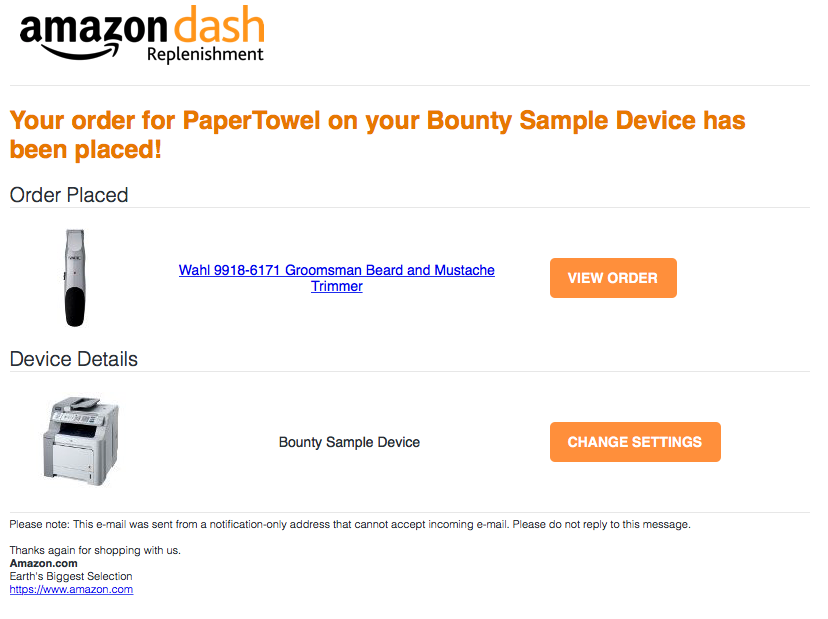 amazon dash
Replenishment
Your order for PaperTowel on your Bounty Sample Device has
been placed!
Order Placed
Wahl 9918-6171 Groomsman Beard and Mustache
Trimmer
VIEW ORDER
Device Details
Bounty Sample Device
CHANGE SETTINGS
Please note: This e-mail was sent from a notification-only address that cannot accept incoming e-mail. Please do not reply to this message.
Thanks again for shopping with us.
Amazon.com
Earth's Biggest Selection
https://www.amazon.com